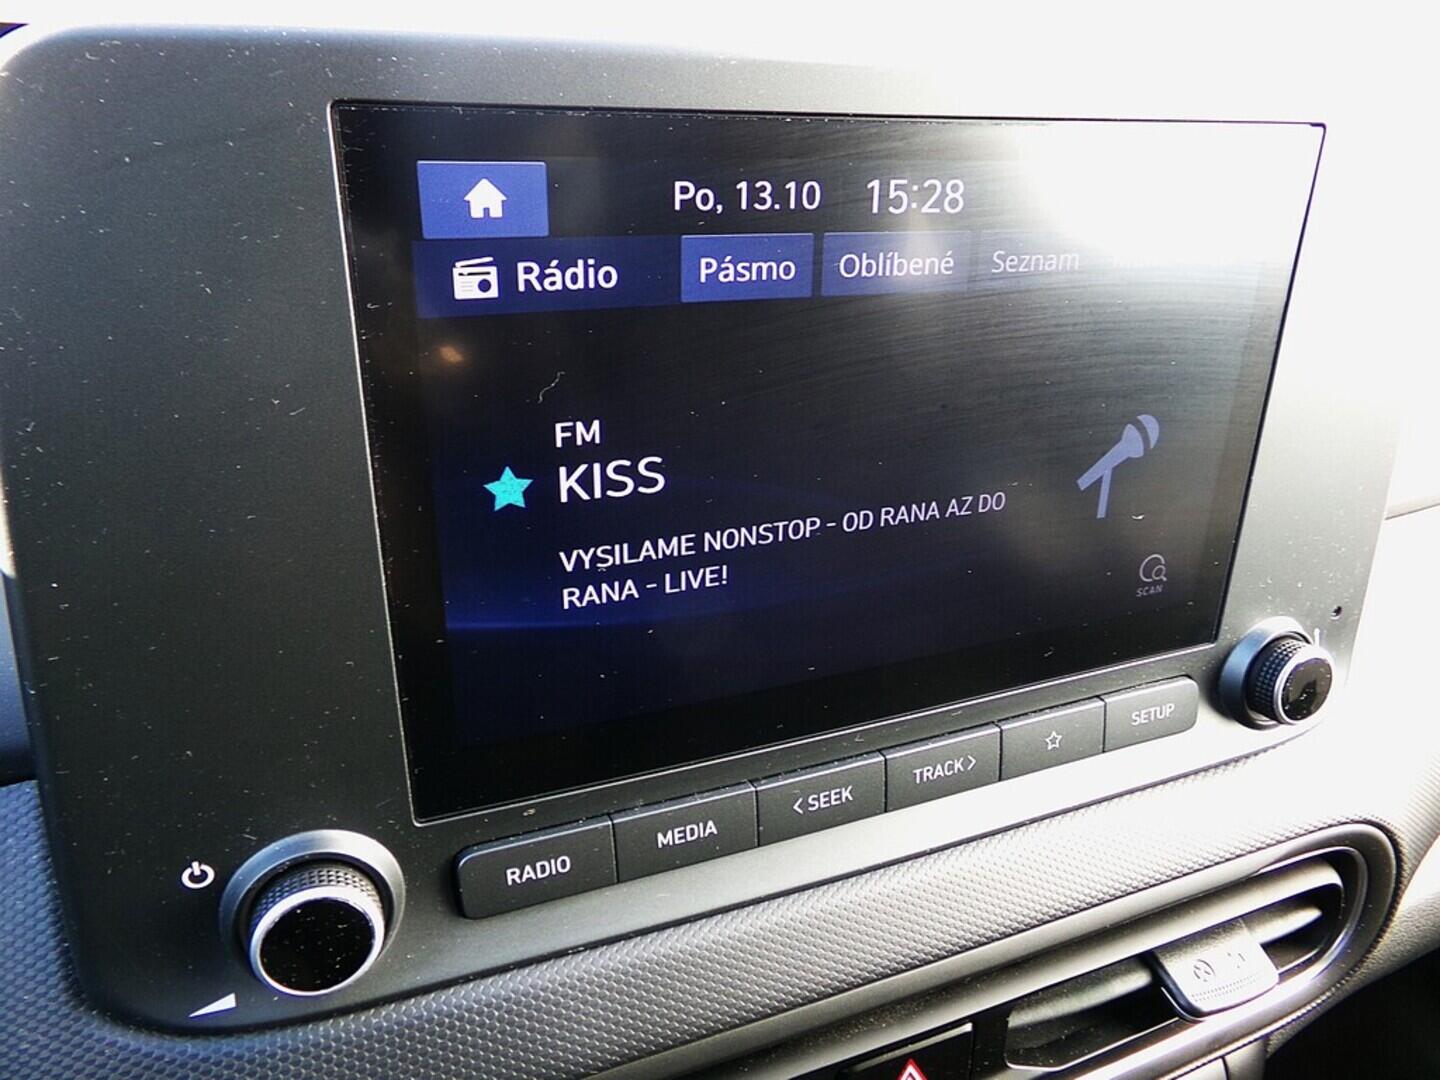 Po, 13.10 15:28
Rádio Pásmo Oblíbené Seznam
FM
KISS
VYSILAME NONSTOP - OD RANA AZ DO
RANA - LIVE!
SCAN
RADIO MEDIA < SEEK TRACK > SETUP